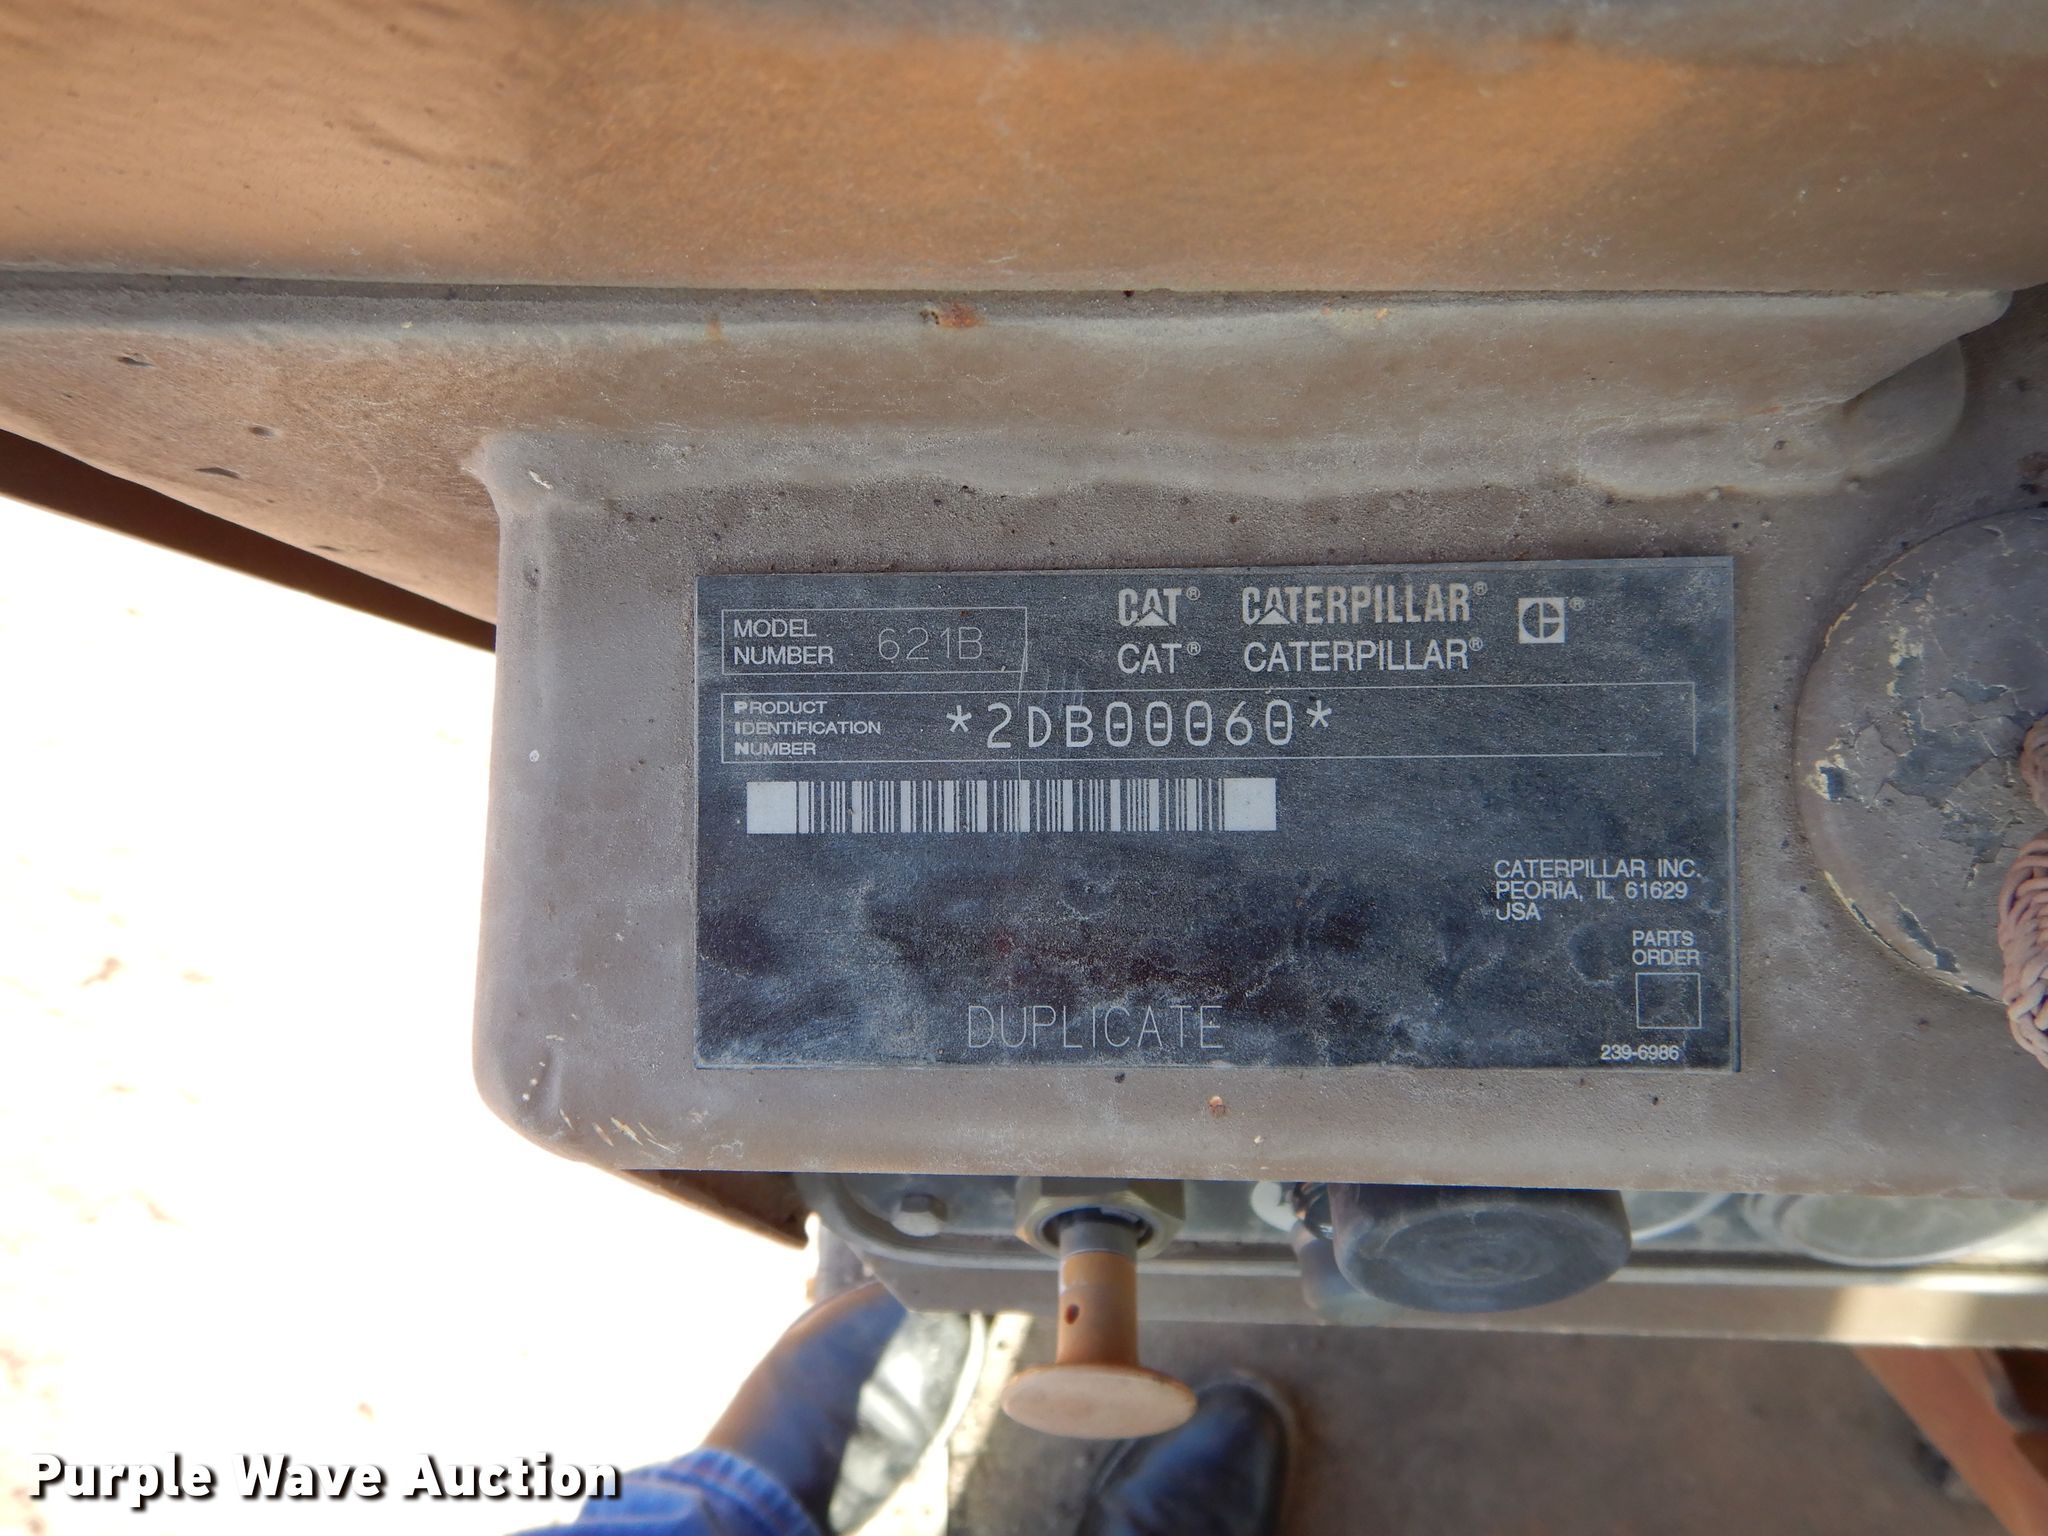 MODEL NUMBER 621B
CAT® CATERPILLAR® ®
CAT® CATERPILLAR®
PRODUCT
IDENTIFICATION
NUMBER
*2DB00060*
CATERPILLAR INC.
PEORIA, IL 61629
USA
PARTS
ORDER
DUPLICATE
239-6986
Purple Wave Auction